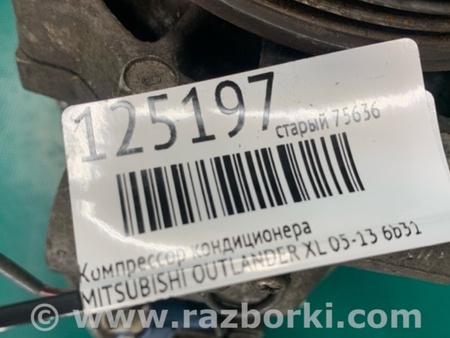 125197
старый 75636
Компрессор кондиционера
MITSUBISHI OUTLANDER XL 05-13 6b31
www.razborki.com